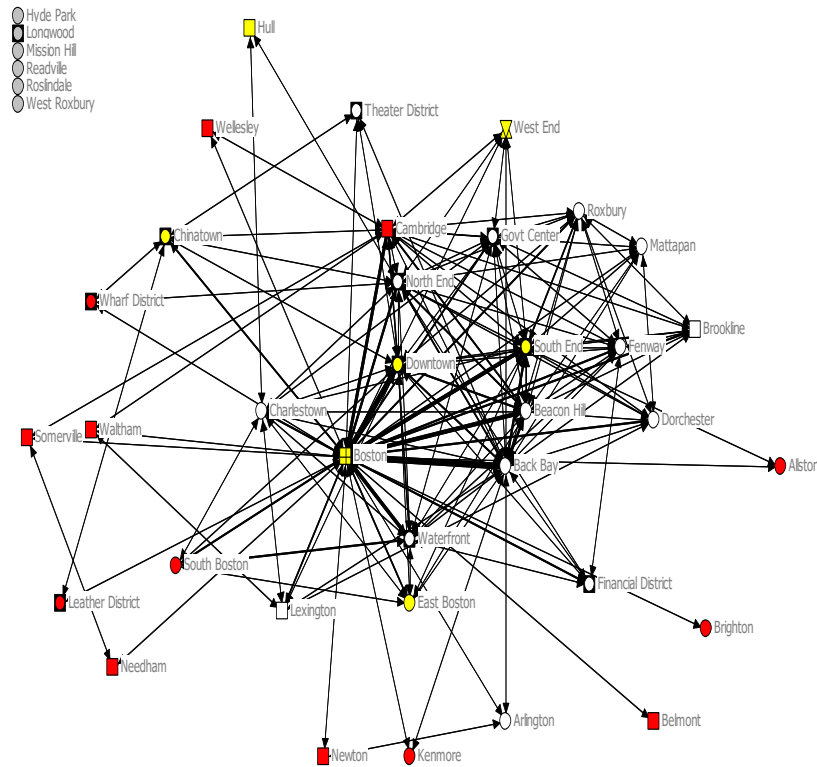 Hyde Park
Longwood
Mission Hill
Readville
Roslindale
West Roxbury
Hull
Theater District
Wellesley
West End
Roxbury
Chinatown
Cambridge
Govt Center
Mattapan
North End
Wharf District
Brookline
South End
Fenway
Downtown
Charlestown
Beacon Hill
Dorchester
Waltham
Somerville
Boston
Back Bay
Allston
Waterfront
South Boston
Financial District
Leather District
Lexington
East Boston
Brighton
Needham
Arlington
Belmont
Newton
Kenmore